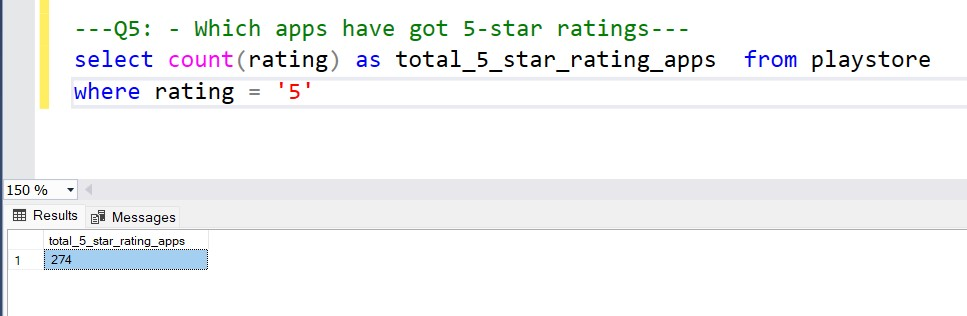 ---Q5: - Which apps have got 5-star ratings---
select count(rating) as total_5_star_rating_apps  from playstore
where rating = '5'
150 %
Results Messages
total_5_star_rating_apps
1 274